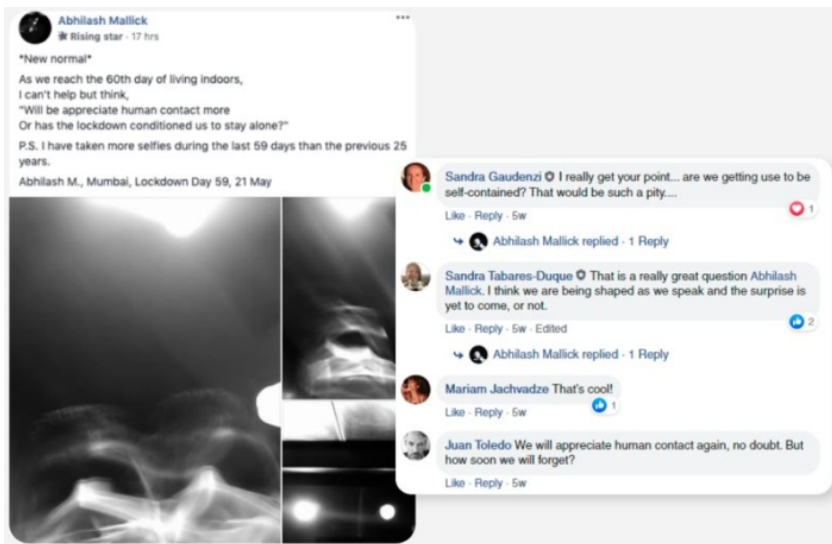 Abhilash Mallick
Rising star · 17 hrs
*New normal*
As we reach the 60th day of living indoors,
I can't help but think,
"Will be appreciate human contact more
Or has the lockdown conditioned us to stay alone?"
P.S. I have taken more selfies during the last 59 days than the previous 25
years.
Abhilash M., Mumbai, Lockdown Day 59, 21 May
Sandra Gaudenzi I really get your point... are we getting use to be
self-contained? That would be such a pity....
Like · Reply · 5w
1
Abhilash Mallick replied · 1 Reply
Sandra Tabares-Duque That is a really great question Abhilash
Mallick. I think we are being shaped as we speak and the surprise is
yet to come, or not.
Like · Reply · 5w · Edited
2
Abhilash Mallick replied · 1 Reply
Mariam Jachvadze That's cool!
Like · Reply · 5w
1
Juan Toledo We will appreciate human contact again, no doubt. But
how soon we will forget?
Like · Reply · 5w